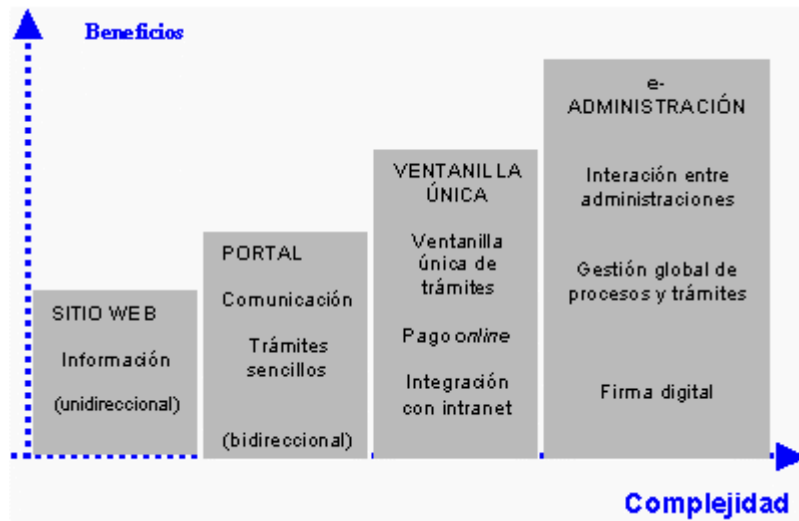 Beneficios
SITIO WEB
Información
(unidireccional)
PORTAL
Comunicación
Trámites
sencillos
(bidireccional)
VENTANILLA
ÚNICA
Ventanilla
única de
trámites
Pago online
Integración
con intranet
e-
ADMINISTRACIÓN
Interación entre
administraciones
Gestión global de
procesos y trámites
Firma digital
Complejidad